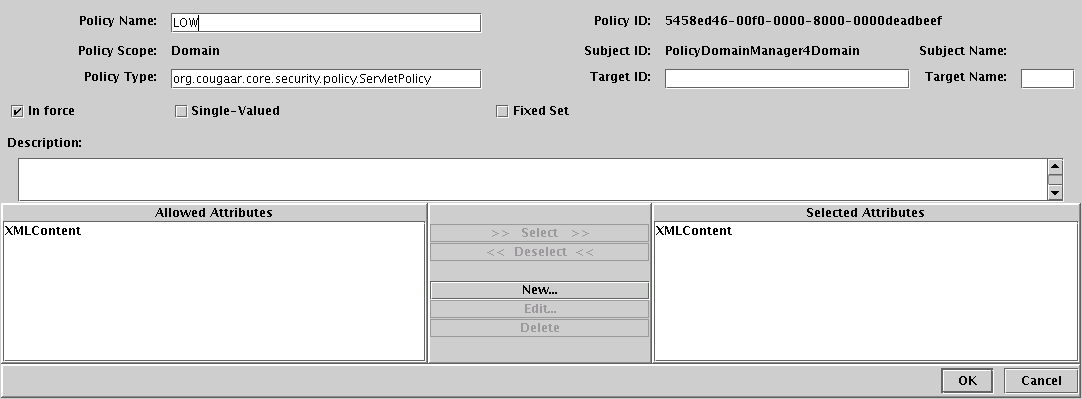 Policy Name: LOW Policy ID: 5458ed46-00f0-0000-8000-0000deadbeef
Policy Scope: Domain Subject ID: PolicyDomainManager4Domain Subject Name:
Policy Type: org.cougaar.core.security.policy.ServletPolicy Target ID: Target Name:
In force Single-Valued Fixed Set
Description:
Allowed Attributes Selected Attributes
XMLContent >> Select >> XMLContent
<< Deselect <<
New...
Edit...
Delete
OK Cancel